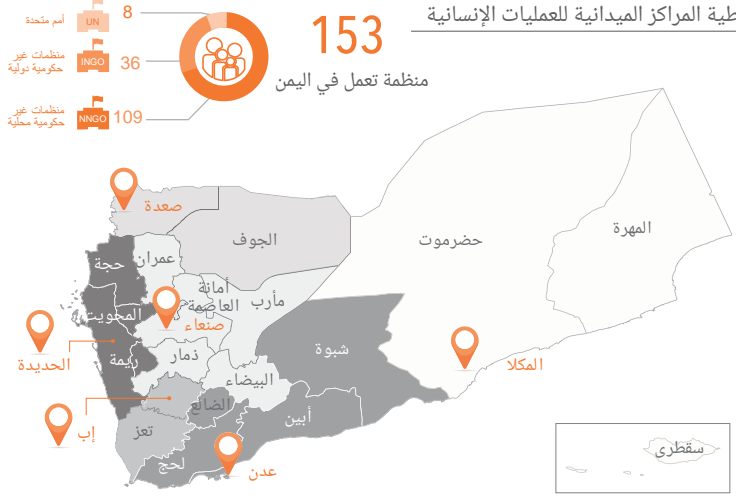 طية المراكز الميدانية للعمليات الإنسانية
153
منظمة تعمل في اليمن
8
UN
أمم متحدة
36
INGO
منظمات غير
حكومية دولية
109
NNGO
منظمات غير
حكومية محلية
صعدة
الجوف
حضرموت
المهرة
حجة
عمران
أمانة
العاصمة
مأرب
المحويت
صنعاء
الحديدة
ريمة
ذمار
شبوة
المكلا
البيضاء
الضالع
إب
تعز
أبين
لحج
عدن
سقطرى